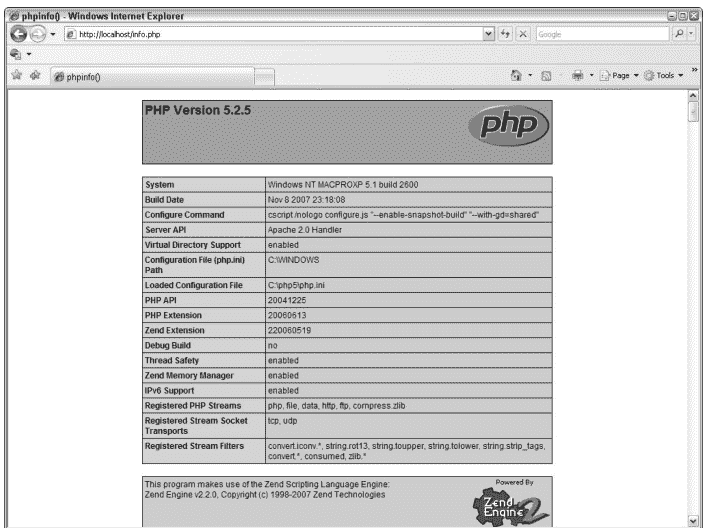 phpinfo() - Windows Internet Explorer
http://localhost/info.php
Google
phpinfo()
Page
Tools
»
PHP Version 5.2.5
php
System Windows NT MACPROXP 5.1 build 2600
Build Date Nov 8 2007 23:18:08
Configure Command cscript /nologo configure.js "--enable-snapshot-build" "--with-gd=shared"
Server API Apache 2.0 Handler
Virtual Directory Support enabled
Configuration File (php.ini) C:\WINDOWS
Path
Loaded Configuration File C:\php5\php.ini
PHP API 20041225
PHP Extension 20060613
Zend Extension 220060519
Debug Build no
Thread Safety enabled
Zend Memory Manager enabled
IPv6 Support enabled
Registered PHP Streams php, file, data, http, ftp, compress.zlib
Registered Stream Socket tcp, udp
Transports
Registered Stream Filters convert.iconv.*, string.rot13, string.toupper, string.tolower, string.strip_tags,
convert.*, consumed, zlib.*
This program makes use of the Zend Scripting Language Engine:
Zend Engine v2.2.0, Copyright (c) 1998-2007 Zend Technologies
Powered By
Zend
Engine 2